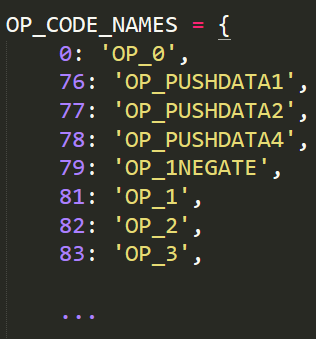 OP_CODE_NAMES = {
    0: 'OP_0',
    76: 'OP_PUSHDATA1',
    77: 'OP_PUSHDATA2',
    78: 'OP_PUSHDATA4',
    79: 'OP_1NEGATE',
    81: 'OP_1',
    82: 'OP_2',
    83: 'OP_3',
    ...